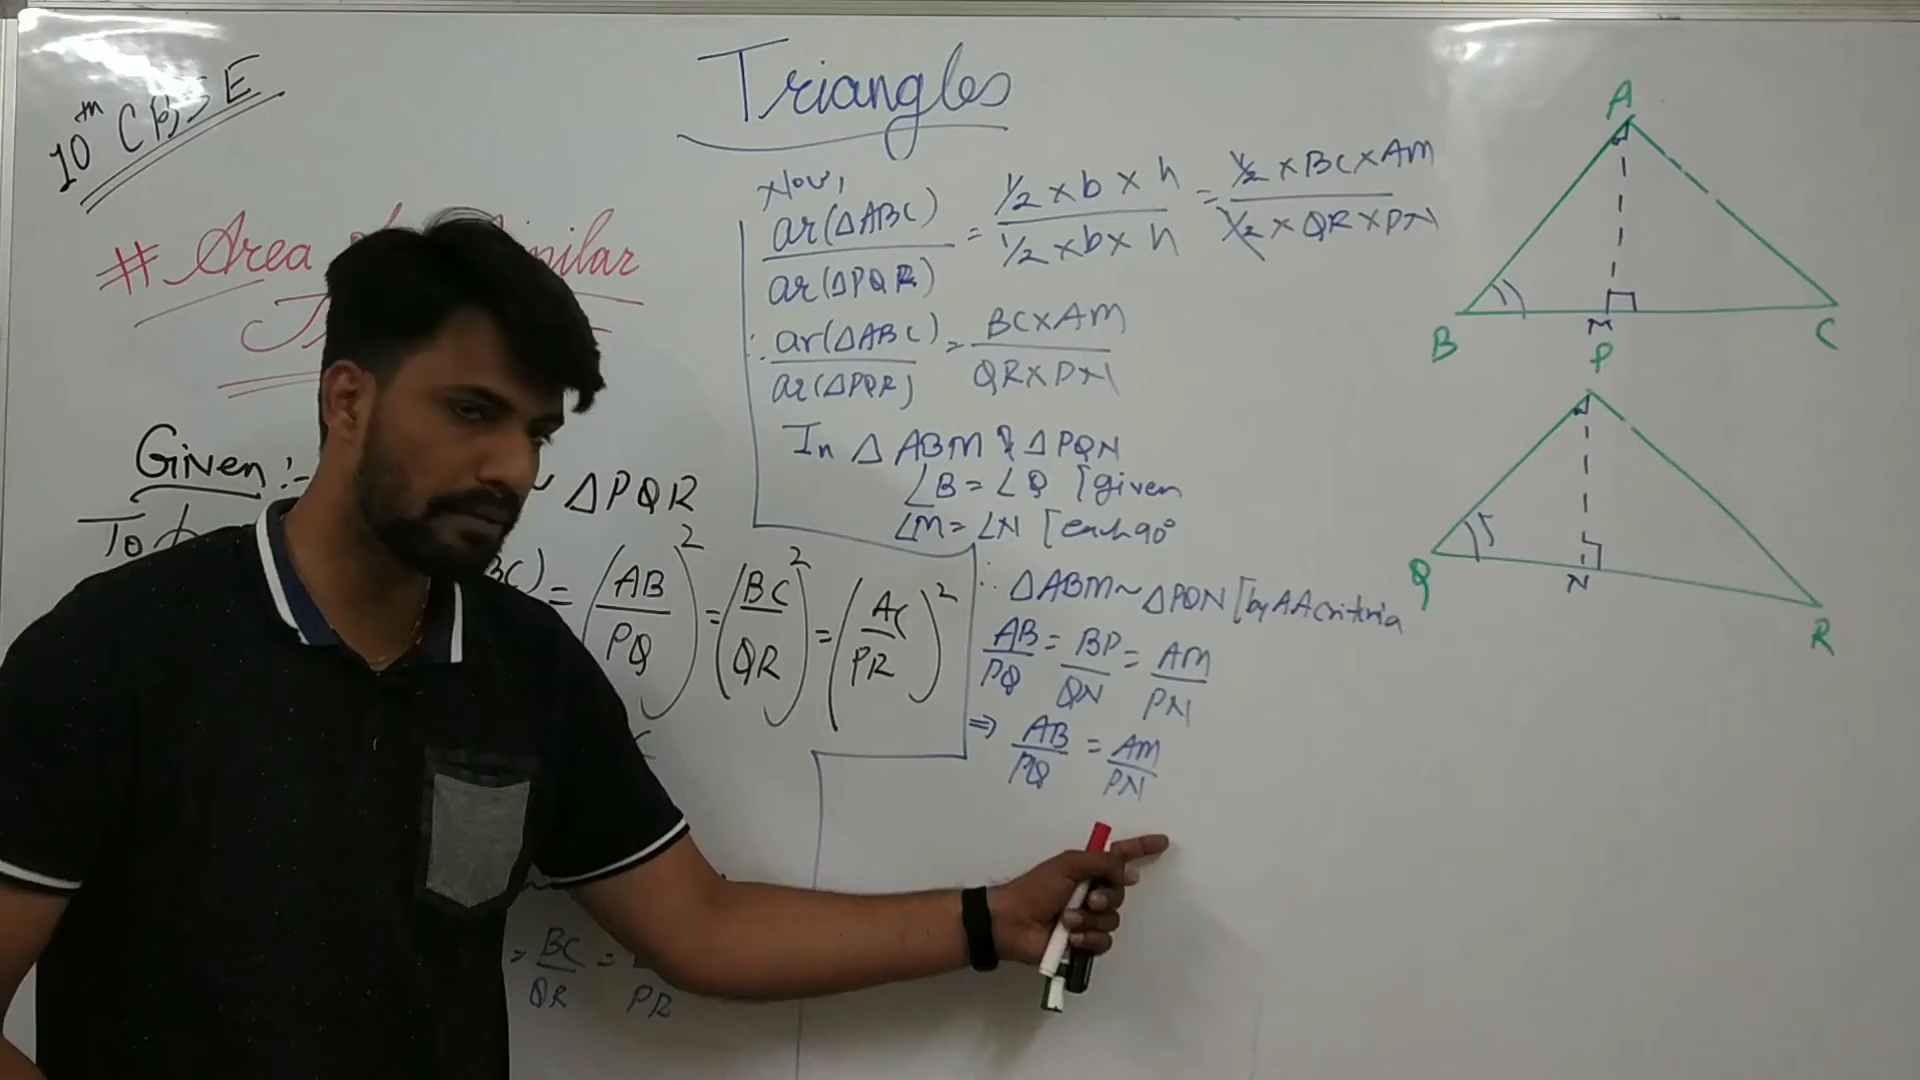 10th CBSE
Triangles
# Area
Similar
Given :-
~ ΔPQR
To
BC) = (AB/PQ)² = (BC/QR)² = (AC/PR)²
= BC/QR =
PR
Now,
ar(ΔABC)/ar(ΔPQR) = 1/2 × b × h / 1/2 × b × h = 1/2 × BC × AM / 1/2 × QR × PN
∴ ar(ΔABC)/ar(ΔPQR) = BC × AM / QR × PN
In Δ ABM & Δ PQN
∠B = ∠Q [given
∠M = ∠N [each 90°
∴ ΔABM ~ ΔPQN [by AA criteria
AB/PQ = BP/QN = AM/PN
⇒ AB/PQ = AM/PN
A
B
M
C
P
Q
N
R